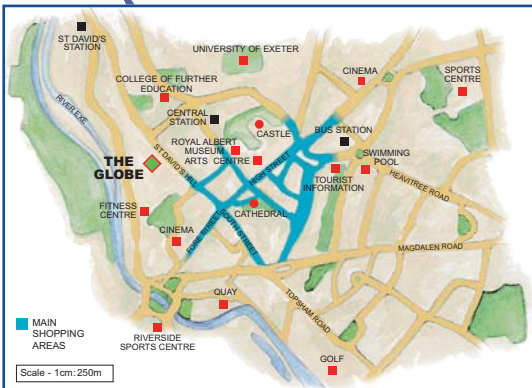 ST DAVID'S
STATION
UNIVERSITY OF EXETER
COLLEGE OF FURTHER
EDUCATION
CINEMA
SPORTS
CENTRE
RIVER EXE
CENTRAL
STATION
CASTLE
BUS STATION
ROYAL ALBERT
MUSEUM
ARTS CENTRE
THE
GLOBE
ST DAVID'S HILL
HIGH STREET
SWIMMING
POOL
TOURIST
INFORMATION
HEAVITREE ROAD
FITNESS
CENTRE
CATHEDRAL
CINEMA
FORE STREET
SOUTH STREET
MAGDALEN ROAD
QUAY
TOPSHAM ROAD
MAIN
SHOPPING
AREAS
RIVERSIDE
SPORTS CENTRE
GOLF
Scale - 1cm: 250m